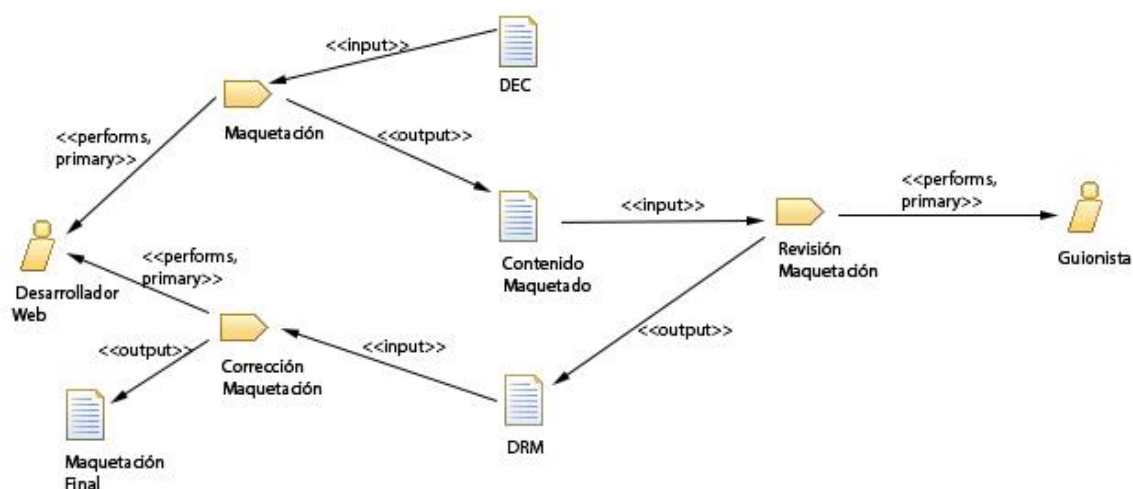 <<input>>
DEC
Maquetación
<<performs,
primary>>
<<output>>
<<performs,
primary>>
<<input>>
Contenido
Maquetado
Revisión
Maquetación
Guionista
<<performs,
primary>>
Desarrollador
Web
<<output>>
<<output>>
<<input>>
Corrección
Maquetación
DRM
Maquetación
Final